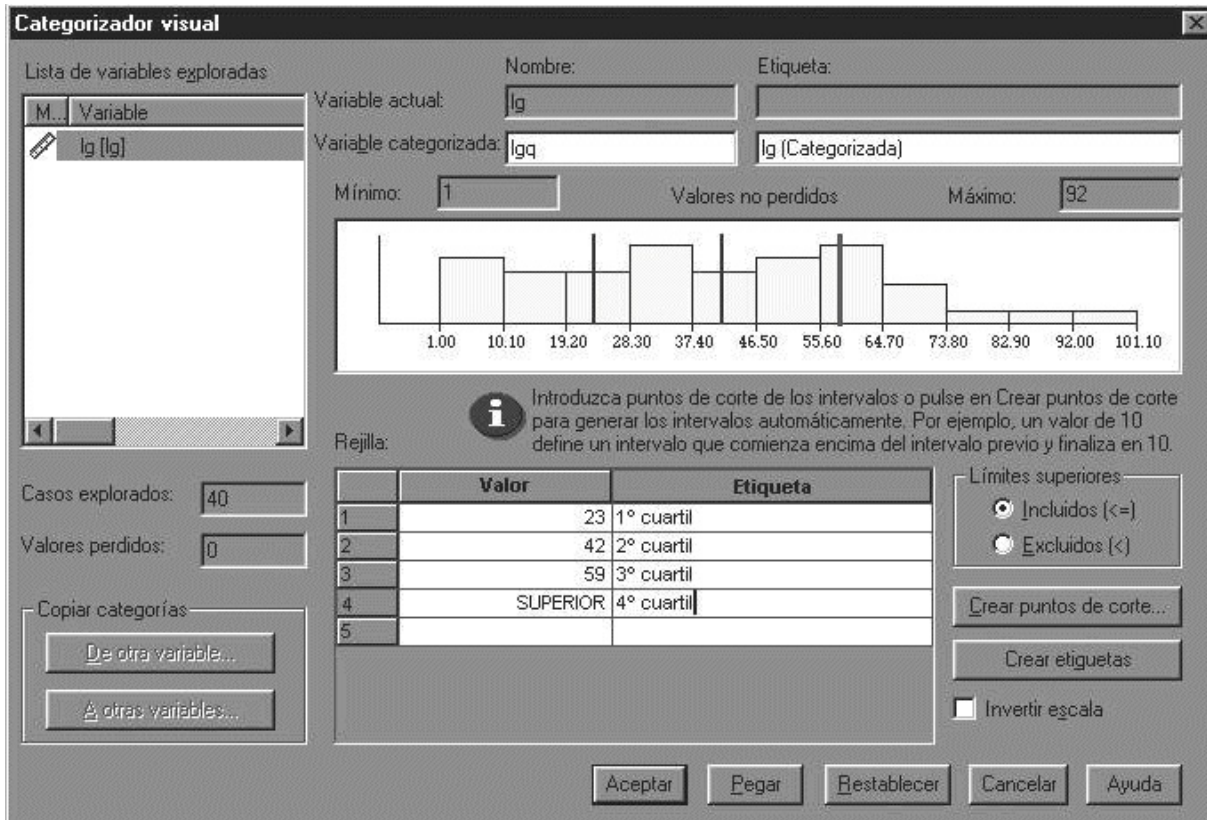 Categorizador visual
Lista de variables exploradas
M... Variable
lg [lg]
Nombre: Etiqueta:
Variable actual: lg
Variable categorizada: lgq lg (Categorizada)
Mínimo: 1 Valores no perdidos Máximo: 92
1.00 10.10 19.20 28.30 37.40 46.50 55.60 64.70 73.80 82.90 92.00 101.10
i
Introduzca puntos de corte de los intervalos o pulse en Crear puntos de corte
para generar los intervalos automáticamente. Por ejemplo, un valor de 10
define un intervalo que comienza encima del intervalo previo y finaliza en 10.
Rejilla:
Casos explorados: 40
Valores perdidos: 0
Copiar categorías
De otra variable...
A otras variables...
Valor Etiqueta
1 23 1º cuartil
2 42 2º cuartil
3 59 3º cuartil
4 SUPERIOR 4º cuartil
5
Límites superiores
Incluidos (<=)
Excluidos (<)
Crear puntos de corte...
Crear etiquetas
Invertir escala
Aceptar Pegar Restablecer Cancelar Ayuda